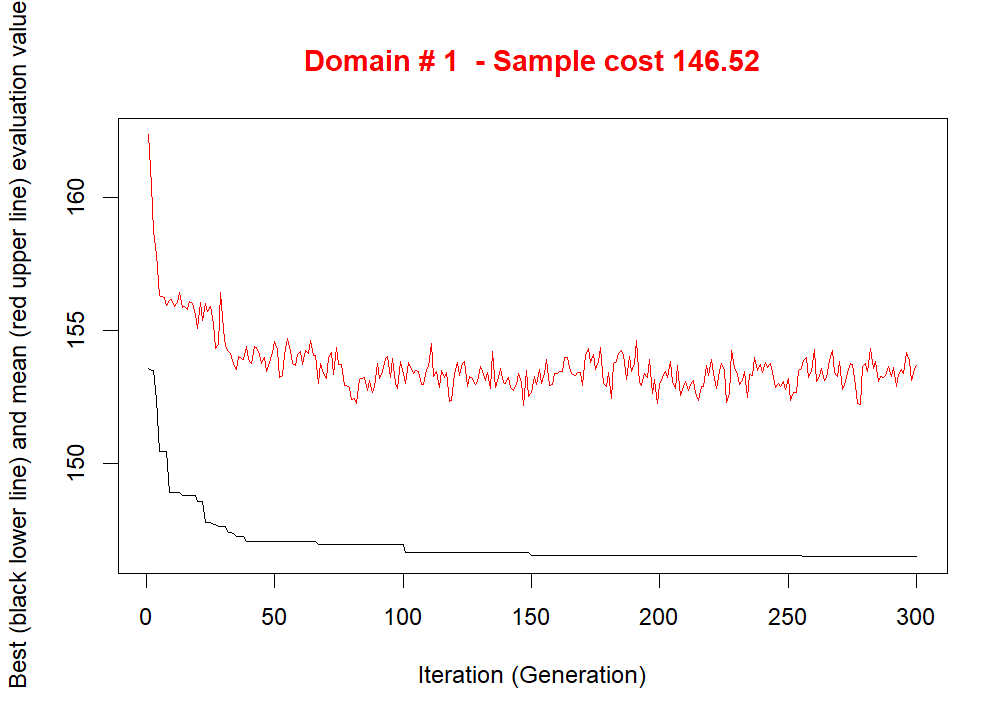 Domain # 1  - Sample cost 146.52
Best (black lower line) and mean (red upper line) evaluation value
160
155
150
0 50 100 150 200 250 300
Iteration (Generation)